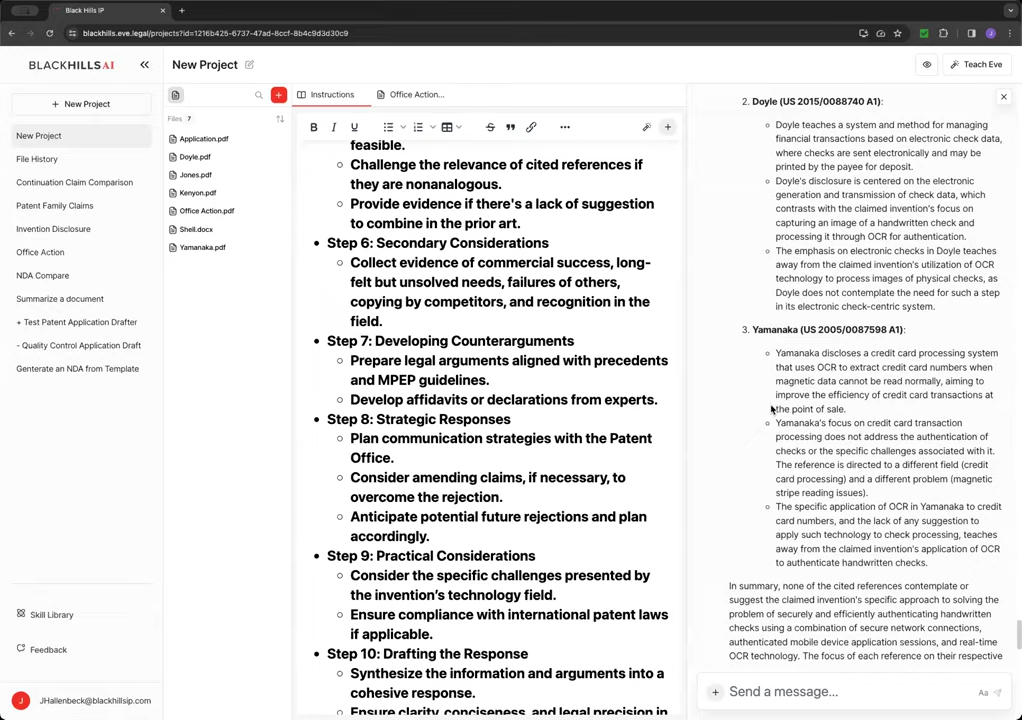 Black Hills IP
blackhills.eve.legal/projects?id=1216b425-6737-47ad-8ccf-8b4c9d3d30c9
J
BLACKHILLSAI
New Project
Teach Eve
+ New Project
New Project
File History
Continuation Claim Comparison
Patent Family Claims
Invention Disclosure
Office Action
NDA Compare
Summarize a document
+ Test Patent Application Drafter
- Quality Control Application Draft
Genterate an NDA from Template
Skill Library
Feedback
J
JHallenbeck@blackhillsip.com
Files 7
Application.pdf
Doyle.pdf
Jones.pdf
Kenyon.pdf
Office Action.pdf
Shell.docx
Yamanaka.pdf
Instructions
Office Action...
B I U
feasible.
Challenge the relevance of cited references if
they are nonanalogous.
Provide evidence if there's a lack of suggestion
to combine in the prior art.
• Step 6: Secondary Considerations
Collect evidence of commercial success, long-
felt but unsolved needs, failures of others,
copying by competitors, and recognition in the
field.
• Step 7: Developing Counterarguments
Prepare legal arguments aligned with precedents
and MPEP guidelines.
Develop affidavits or declarations from experts.
• Step 8: Strategic Responses
Plan communication strategies with the Patent
Office.
Consider amending claims, if necessary, to
overcome the rejection.
Anticipate potential future rejections and plan
accordingly.
• Step 9: Practical Considerations
Consider the specific challenges presented by
the invention's technology field.
Ensure compliance with international patent laws
if applicable.
• Step 10: Drafting the Response
Synthesize the information and arguments into a
cohesive response.
Ensure clarity, conciseness, and legal precision in
2. Doyle (US 2015/0088740 A1):
Doyle teaches a system and method for managing
financial transactions based on electronic check data,
where checks are sent electronically and may be
printed by the payee for deposit.
Doyle's disclosure is centered on the electronic
generation and transmission of check data, which
contrasts with the claimed invention's focus on
capturing an image of a handwritten check and
processing it through OCR for authentication.
The emphasis on electronic checks in Doyle teaches
away from the claimed invention's utilization of OCR
technology to process images of physical checks, as
Doyle does not contemplate the need for such a step
in its electronic check-centric system.
3. Yamanaka (US 2005/0087598 A1):
Yamanaka discloses a credit card processing system
that uses OCR to extract credit card numbers when
magnetic data cannot be read normally, aiming to
improve the efficiency of credit card transactions at
the point of sale.
Yamanaka's focus on credit card transaction
processing does not address the authentication of
checks or the specific challenges associated with it.
The reference is directed to a different field (credit
card processing) and a different problem (magnetic
stripe reading issues).
The specific application of OCR in Yamanaka to credit
card numbers, and the lack of any suggestion to
apply such technology to check processing, teaches
away from the claimed invention's application of OCR
to authenticate handwritten checks.
In summary, none of the cited references contemplate or
suggest the claimed invention's specific approach to solving the
problem of securely and efficiently authenticating handwritten
checks using a combination of secure network connections,
authenticated mobile device application sessions, and real-time
OCR technology. The focus of each reference on their respective
Send a message...
Aa